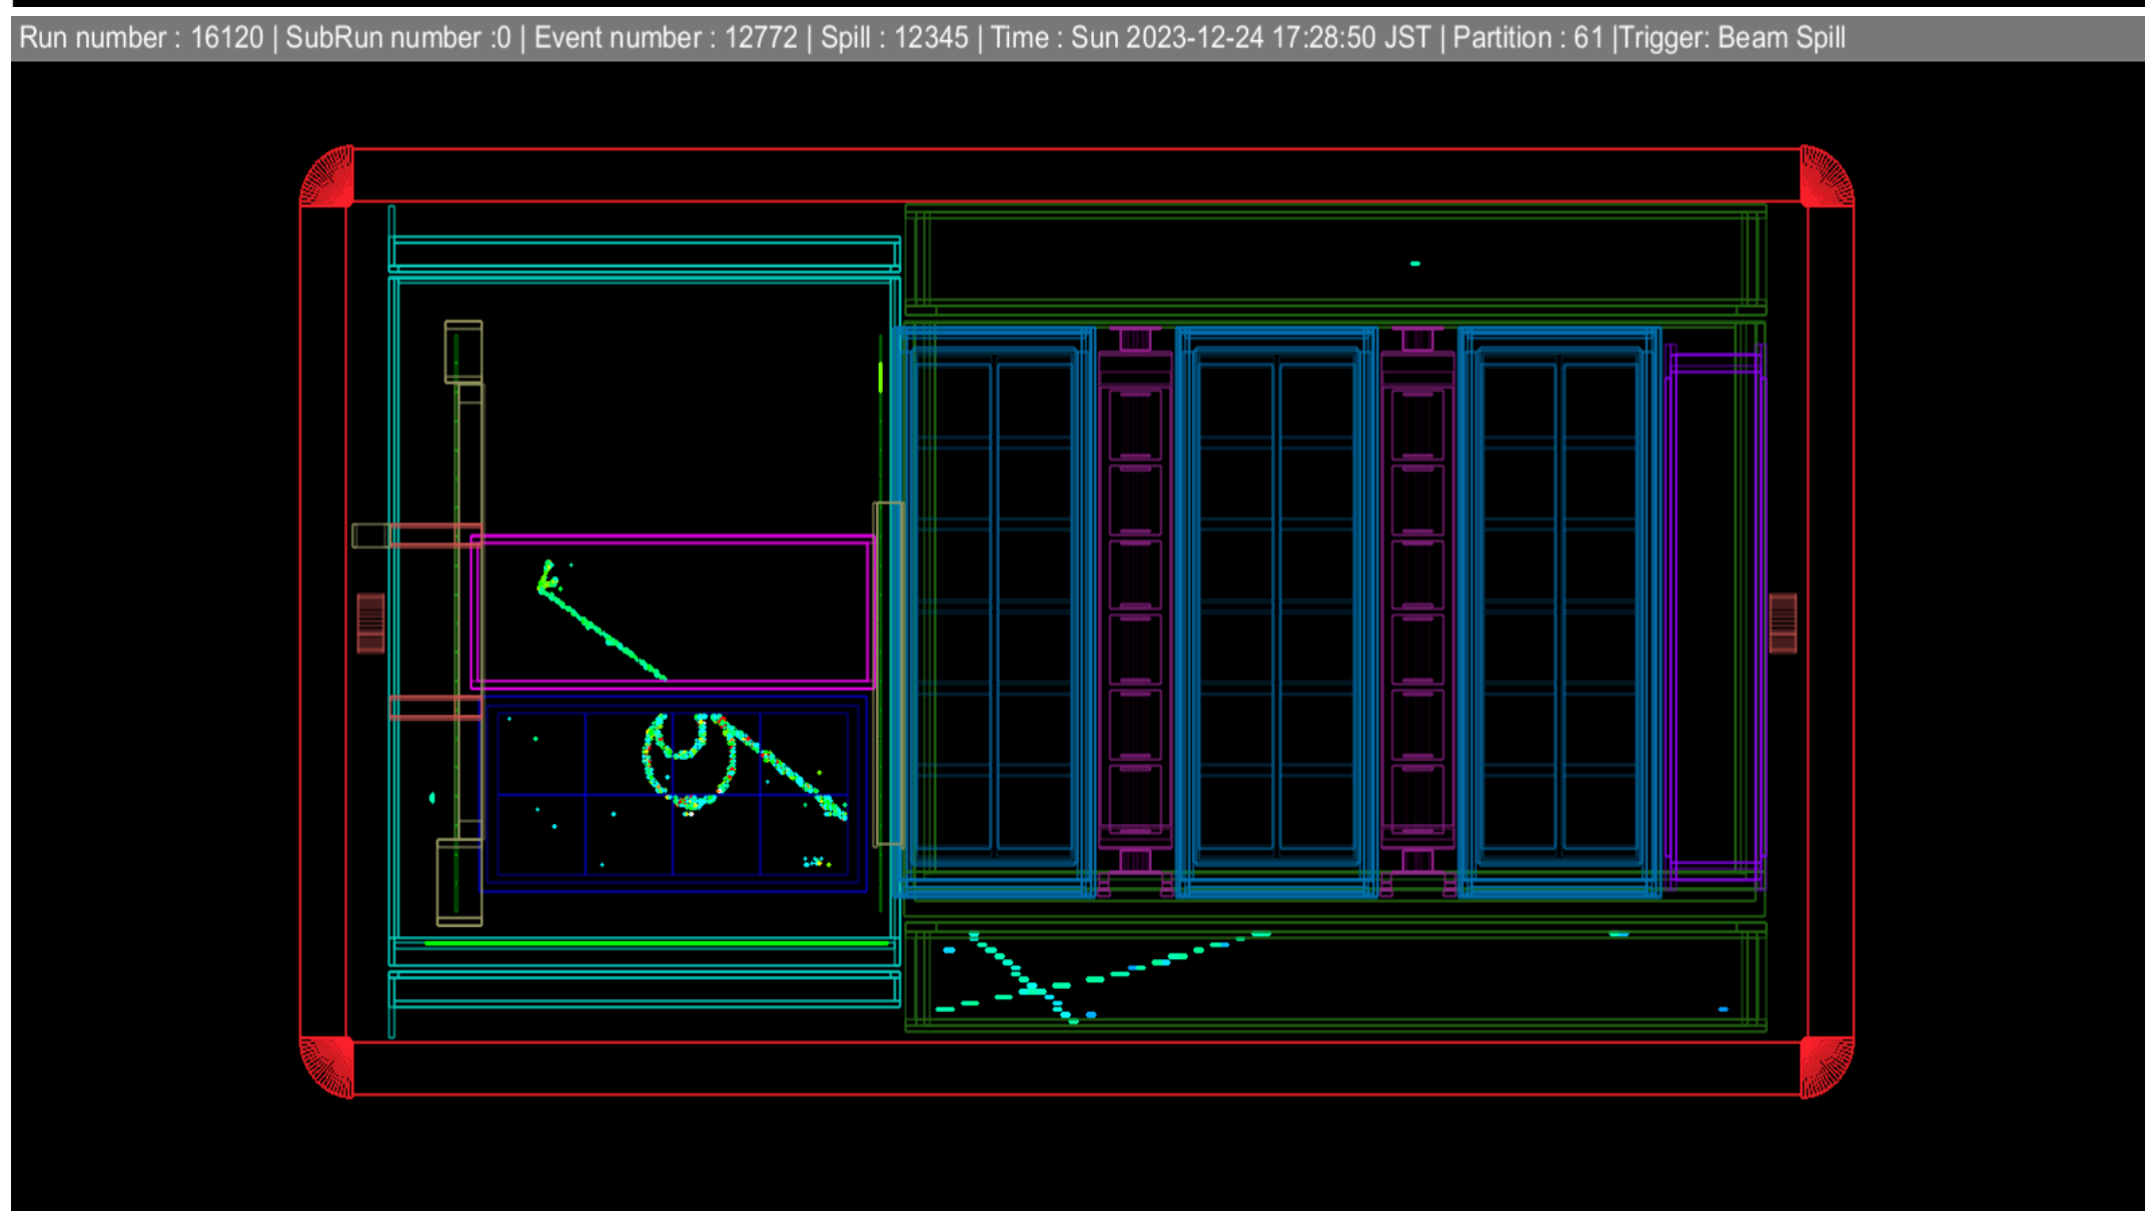 Run number : 16120 | SubRun number :0 | Event number : 12772 | Spill : 12345 | Time : Sun 2023-12-24 17:28:50 JST | Partition : 61 |Trigger: Beam Spill